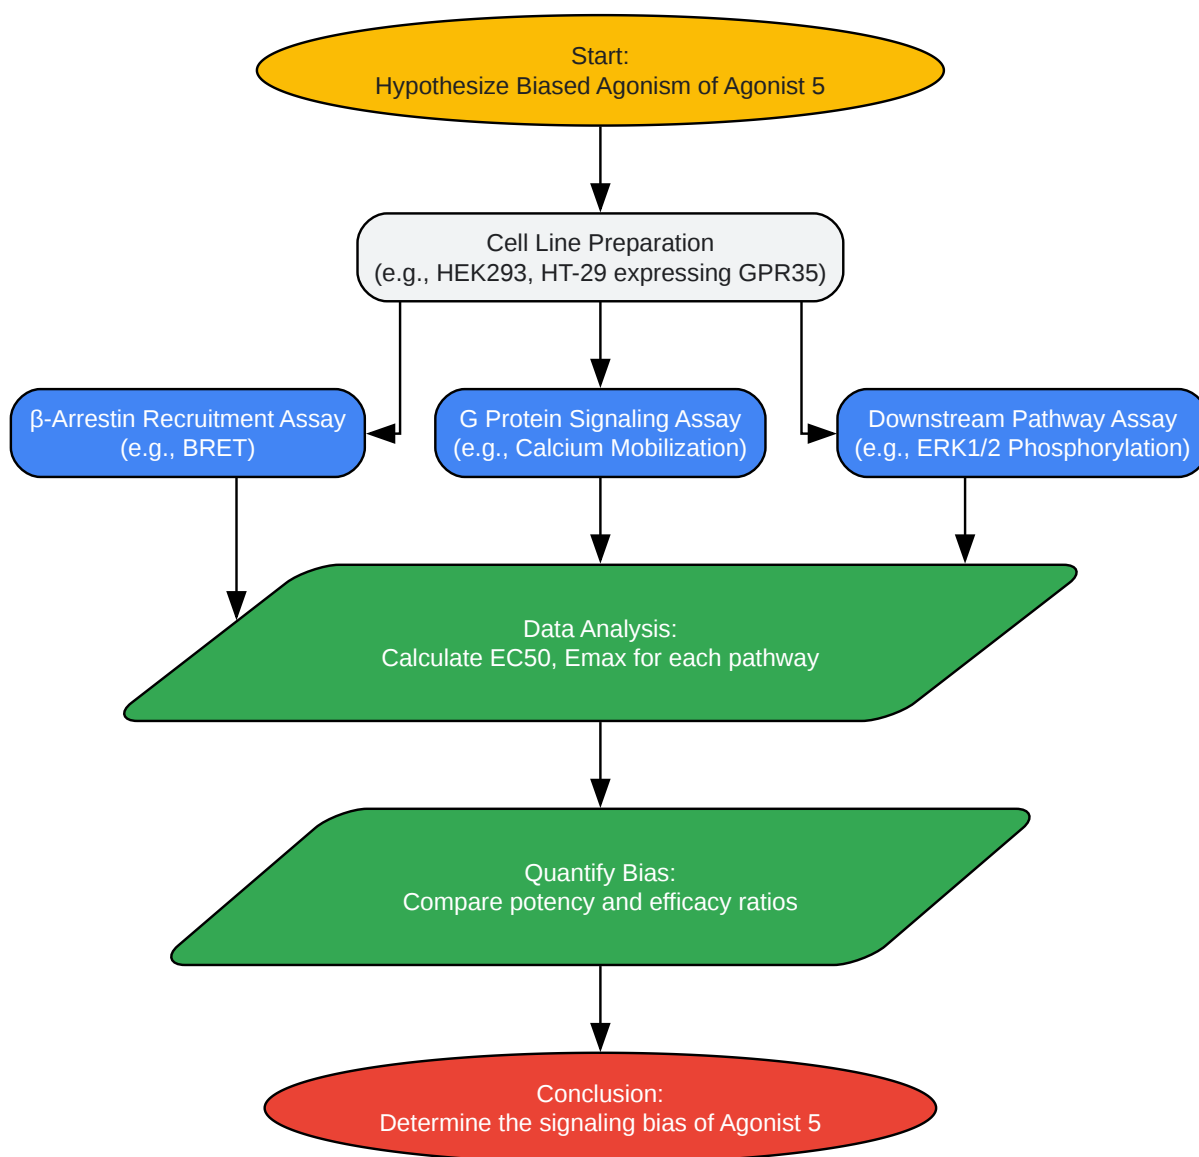 Start:
Hypothesize Biased Agonism of Agonist 5
Cell Line Preparation
(e.g., HEK293, HT-29 expressing GPR35)
β-Arrestin Recruitment Assay
(e.g., BRET)
G Protein Signaling Assay
(e.g., Calcium Mobilization)
Downstream Pathway Assay
(e.g., ERK1/2 Phosphorylation)
Data Analysis:
Calculate EC50, Emax for each pathway
Quantify Bias:
Compare potency and efficacy ratios
Conclusion:
Determine the signaling bias of Agonist 5